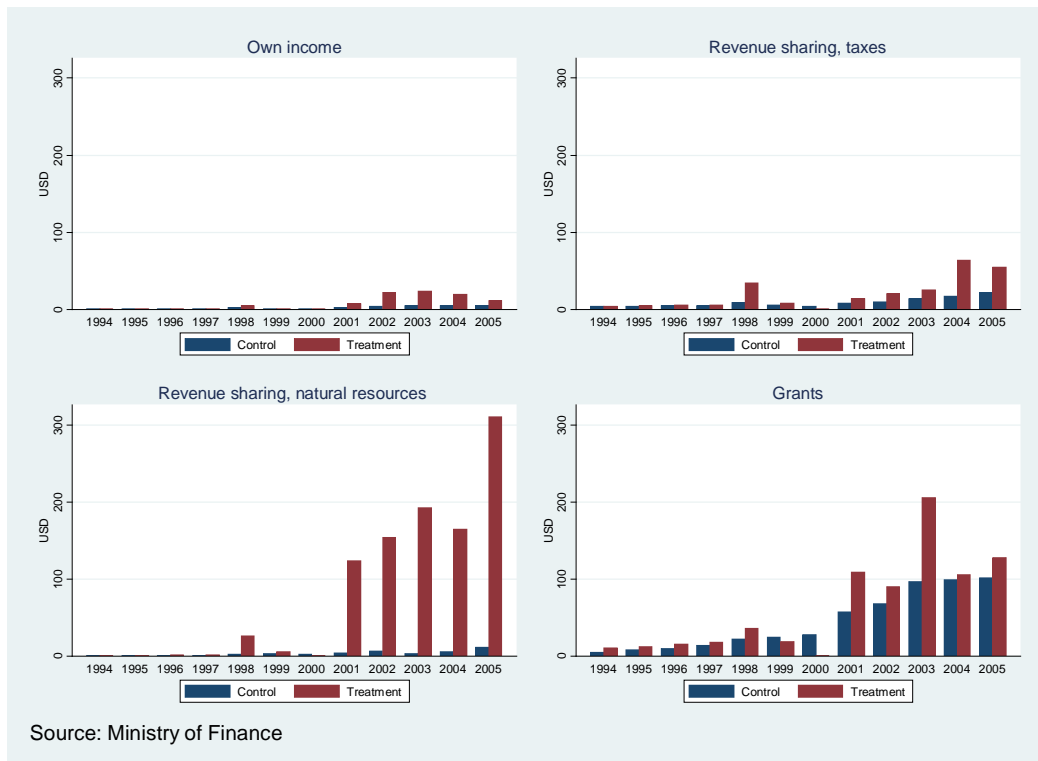 Own income
USD
300
200
100
0
1994 1995 1996 1997 1998 1999 2000 2001 2002 2003 2004 2005
Control Treatment
Revenue sharing, taxes
USD
300
200
100
0
1994 1995 1996 1997 1998 1999 2000 2001 2002 2003 2004 2005
Control Treatment
Revenue sharing, natural resources
USD
300
200
100
0
1994 1995 1996 1997 1998 1999 2000 2001 2002 2003 2004 2005
Control Treatment
Grants
USD
300
200
100
0
1994 1995 1996 1997 1998 1999 2000 2001 2002 2003 2004 2005
Control Treatment
Source: Ministry of Finance